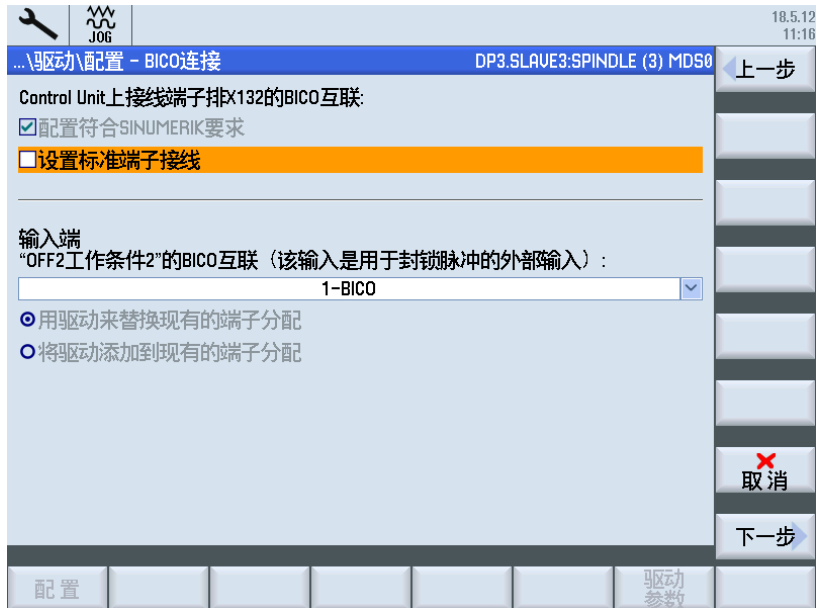 JOG
18.5.12
11:16
...\驱动\配置 - BICO连接
DP3.SLAVE3:SPINDLE (3) MDS0
上一步
Control Unit上接线端子排X132的BICO互联:
配置符合SINUMERIK要求
设置标准端子接线
输入端
“OFF2工作条件2”的BICO互联（该输入是用于封锁脉冲的外部输入）:
1-BICO
用驱动来替换现有的端子分配
将驱动添加到现有的端子分配
取消
下一步
配置
驱动
参数